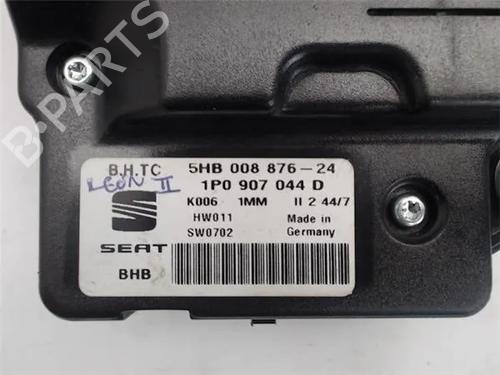 B-PARTS
B.H.TC 5HB 008 876-24
LEON II 1P0 907 044 D
K006 1MM II 2 44/7
HW011 Made in
SW0702 Germany
SEAT
BHB